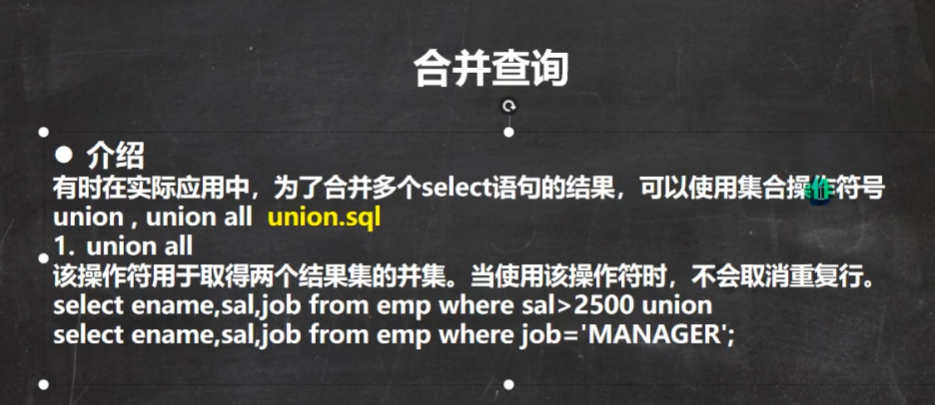 合并查询
● 介绍
有时在实际应用中，为了合并多个select语句的结果，可以使用集合操作符号
union , union all union.sql
1. union all
该操作符用于取得两个结果集的并集。当使用该操作符时，不会取消重复行。
select ename,sal,job from emp where sal>2500 union
select ename,sal,job from emp where job='MANAGER';